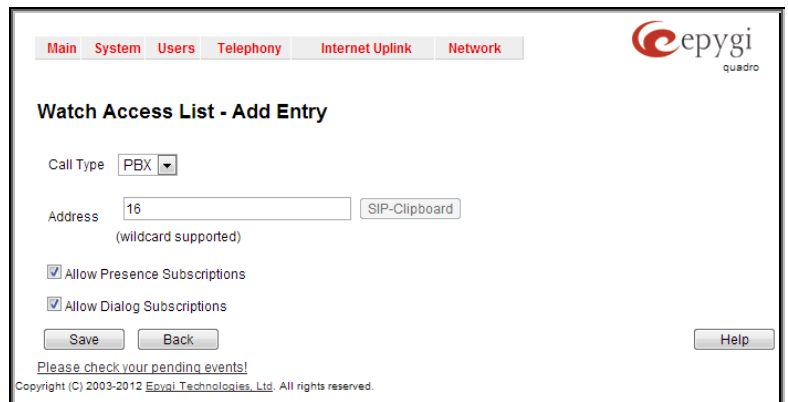 epygi
quadro
Main System Users Telephony Internet Uplink Network
Watch Access List - Add Entry
Call Type PBX
Address 16 SIP-Clipboard
(wildcard supported)
Allow Presence Subscriptions
Allow Dialog Subscriptions
Save Back Help
Please check your pending events!
Copyright (C) 2003-2012 Epygi Technologies, Ltd. All rights reserved.